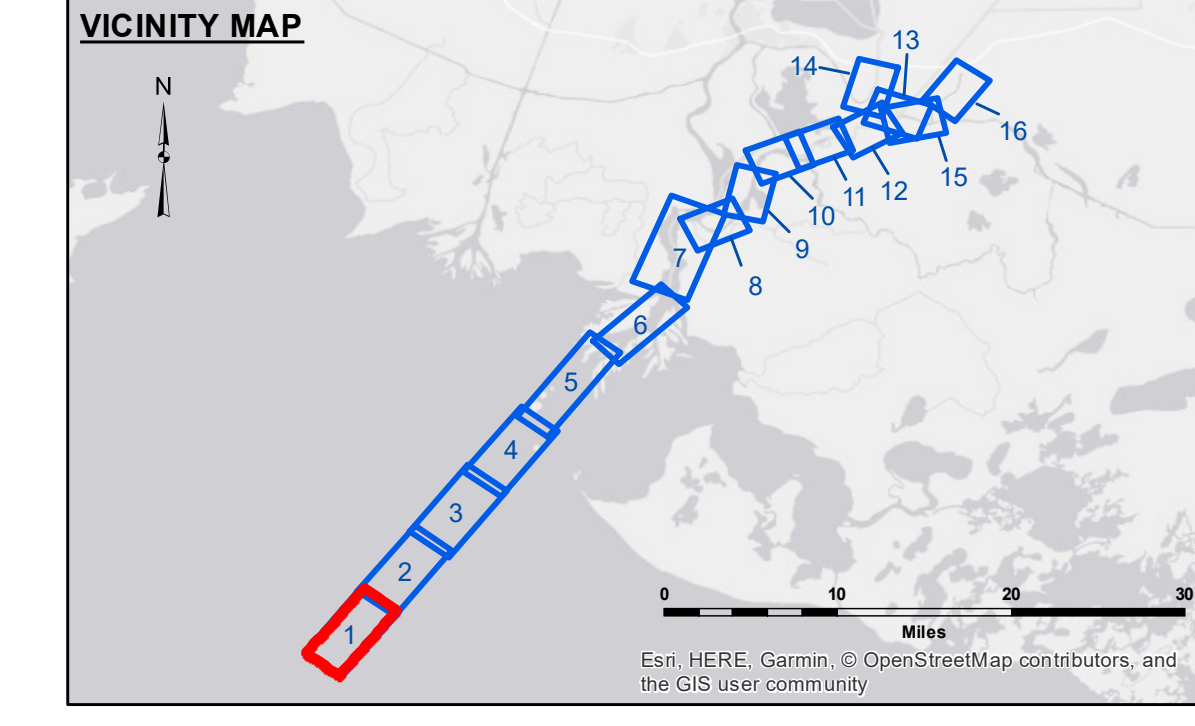 VICINITY MAP
N
13
14
16
15
12
11
10
9
8
7
6
5
4
3
2
1
0 10 20 30
Miles
Esri, HERE, Garmin, © OpenStreetMap contributors, and
the GIS user community